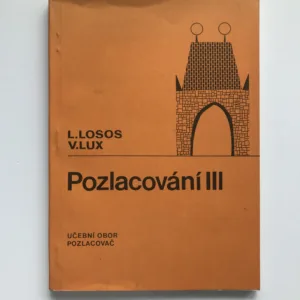 L.LOSOS
V.LUX
Pozlacování III
UČEBNÍ OBOR
POZLACOVAČ